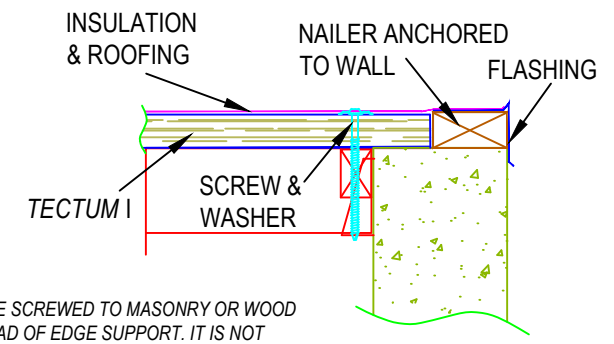 INSULATION
& ROOFING
NAILER ANCHORED
TO WALL
FLASHING
TECTUM I
SCREW &
WASHER
E SCREWED TO MASONRY OR WOOD
AD OF EDGE SUPPORT. IT IS NOT